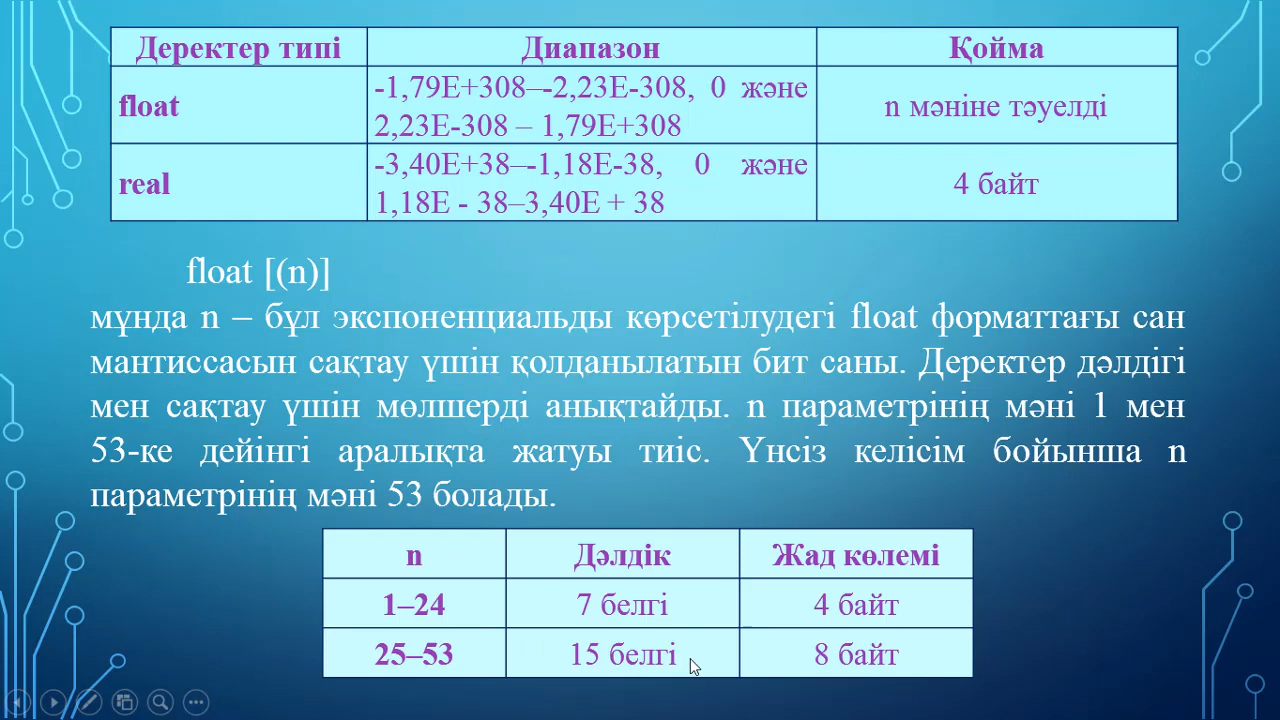 Деректер типі Диапазон Қойма
float -1,79E+308–-2,23E-308, 0 және n мәніне тәуелді
2,23E-308 – 1,79E+308
real -3,40E+38–-1,18E-38, 0 және 4 байт
1,18E - 38–3,40E + 38
float [(n)]
мұнда n – бұл экспоненциальды көрсетілудегі float форматтағы сан
мантиссасын сақтау үшін қолданылатын бит саны. Деректер дәлдігі
мен сақтау үшін мөлшерді анықтайды. n параметрінің мәні 1 мен
53-ке дейінгі аралықта жатуы тиіс. Үнсіз келісім бойынша n
параметрінің мәні 53 болады.
n Дәлдік Жад көлемі
1–24 7 белгі 4 байт
25–53 15 белгі 8 байт